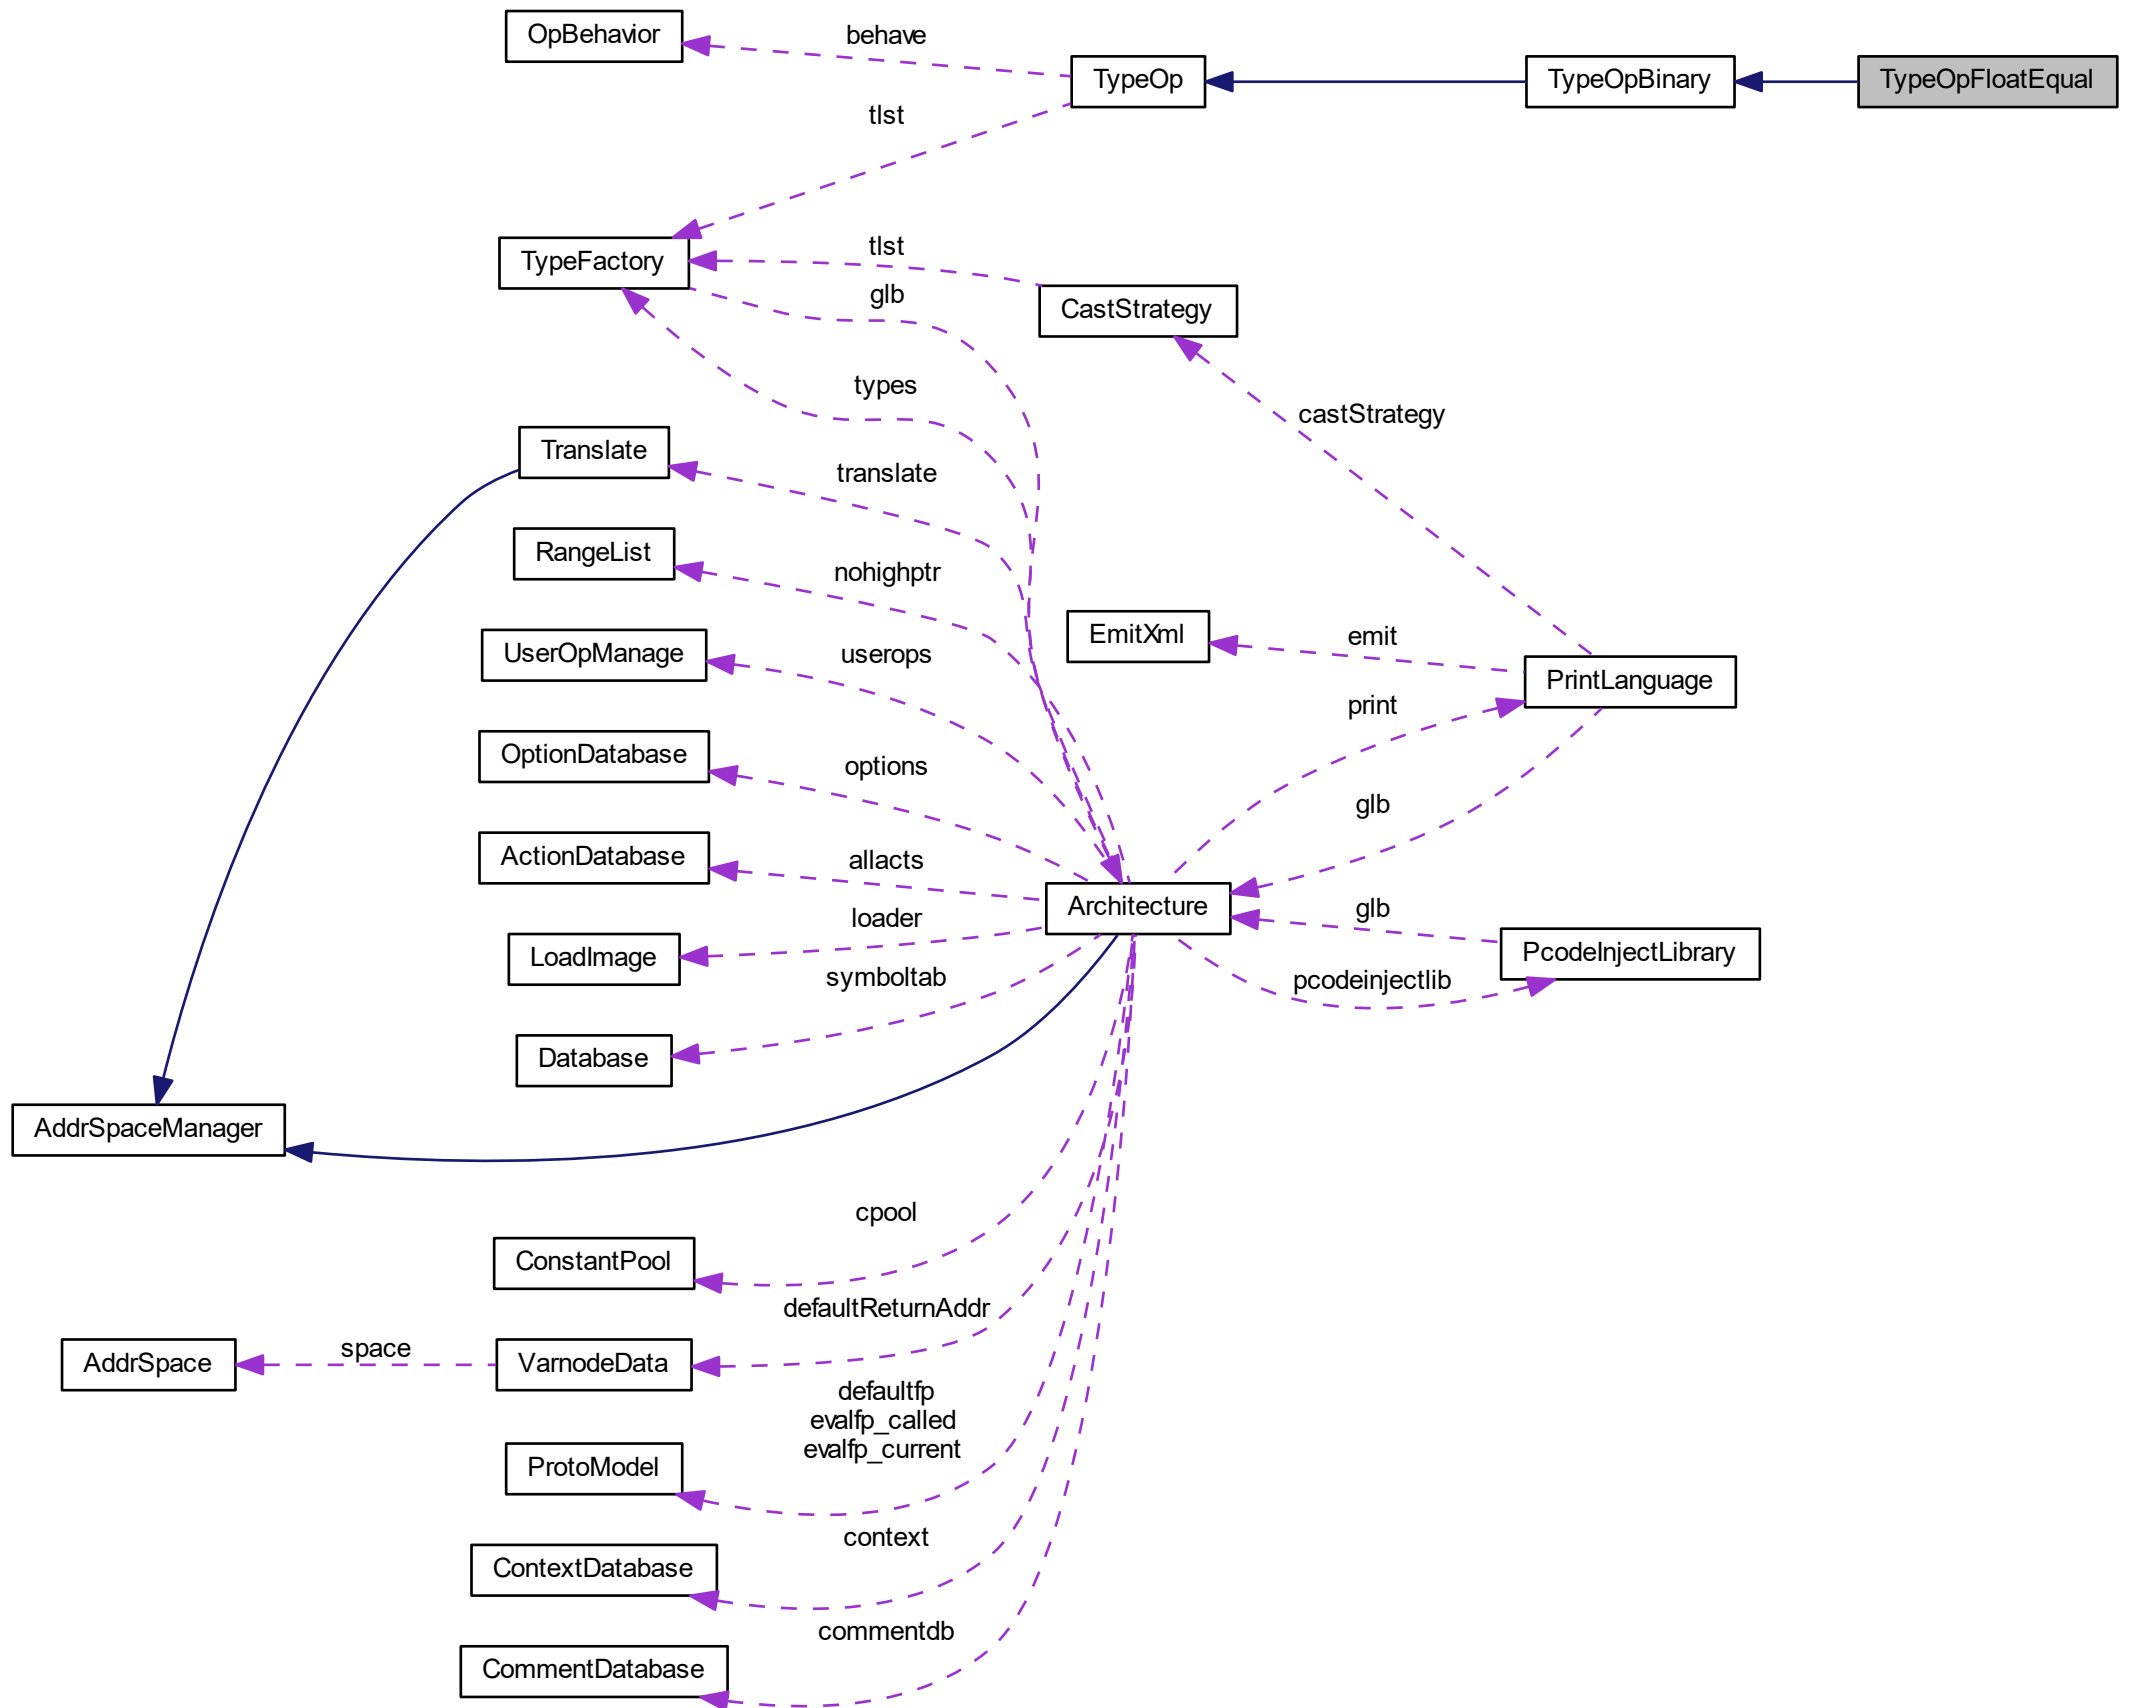 OpBehavior
behave
TypeOp
TypeOpBinary
TypeOpFloatEqual
tlst
TypeFactory
tlst
glb
CastStrategy
types
castStrategy
Translate
translate
RangeList
nohighptr
EmitXml
emit
UserOpManage
userops
PrintLanguage
print
OptionDatabase
options
glb
ActionDatabase
allacts
Architecture
glb
loader
LoadImage
PcodeInjectLibrary
symboltab
pcodeinjectlib
Database
AddrSpaceManager
cpool
ConstantPool
defaultReturnAddr
AddrSpace
space
VarnodeData
defaultfp
evalfp_called
evalfp_current
ProtoModel
context
ContextDatabase
commentdb
CommentDatabase